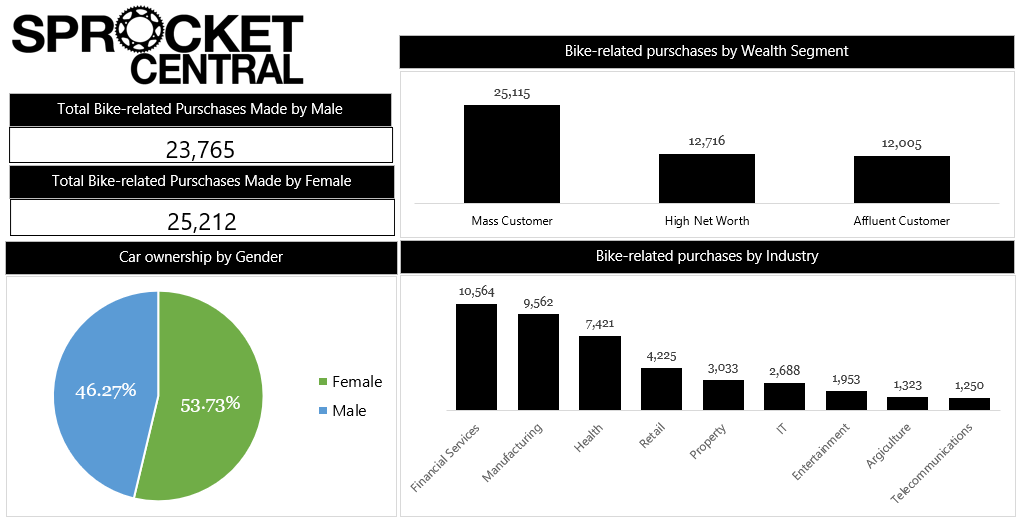 SPROCKET
CENTRAL
Total Bike-related Purschases Made by Male
23,765
Total Bike-related Purschases Made by Female
25,212
Car ownership by Gender
46.27%
53.73%
Female
Male
Bike-related purschases by Wealth Segment
25,115
12,716
12,005
Mass Customer
High Net Worth
Affluent Customer
Bike-related purchases by Industry
10,564
9,562
7,421
4,225
3,033
2,688
1,953
1,323
1,250
Financial Services
Manufacturing
Health
Retail
Property
IT
Entertainment
Argiculture
Telecommunications